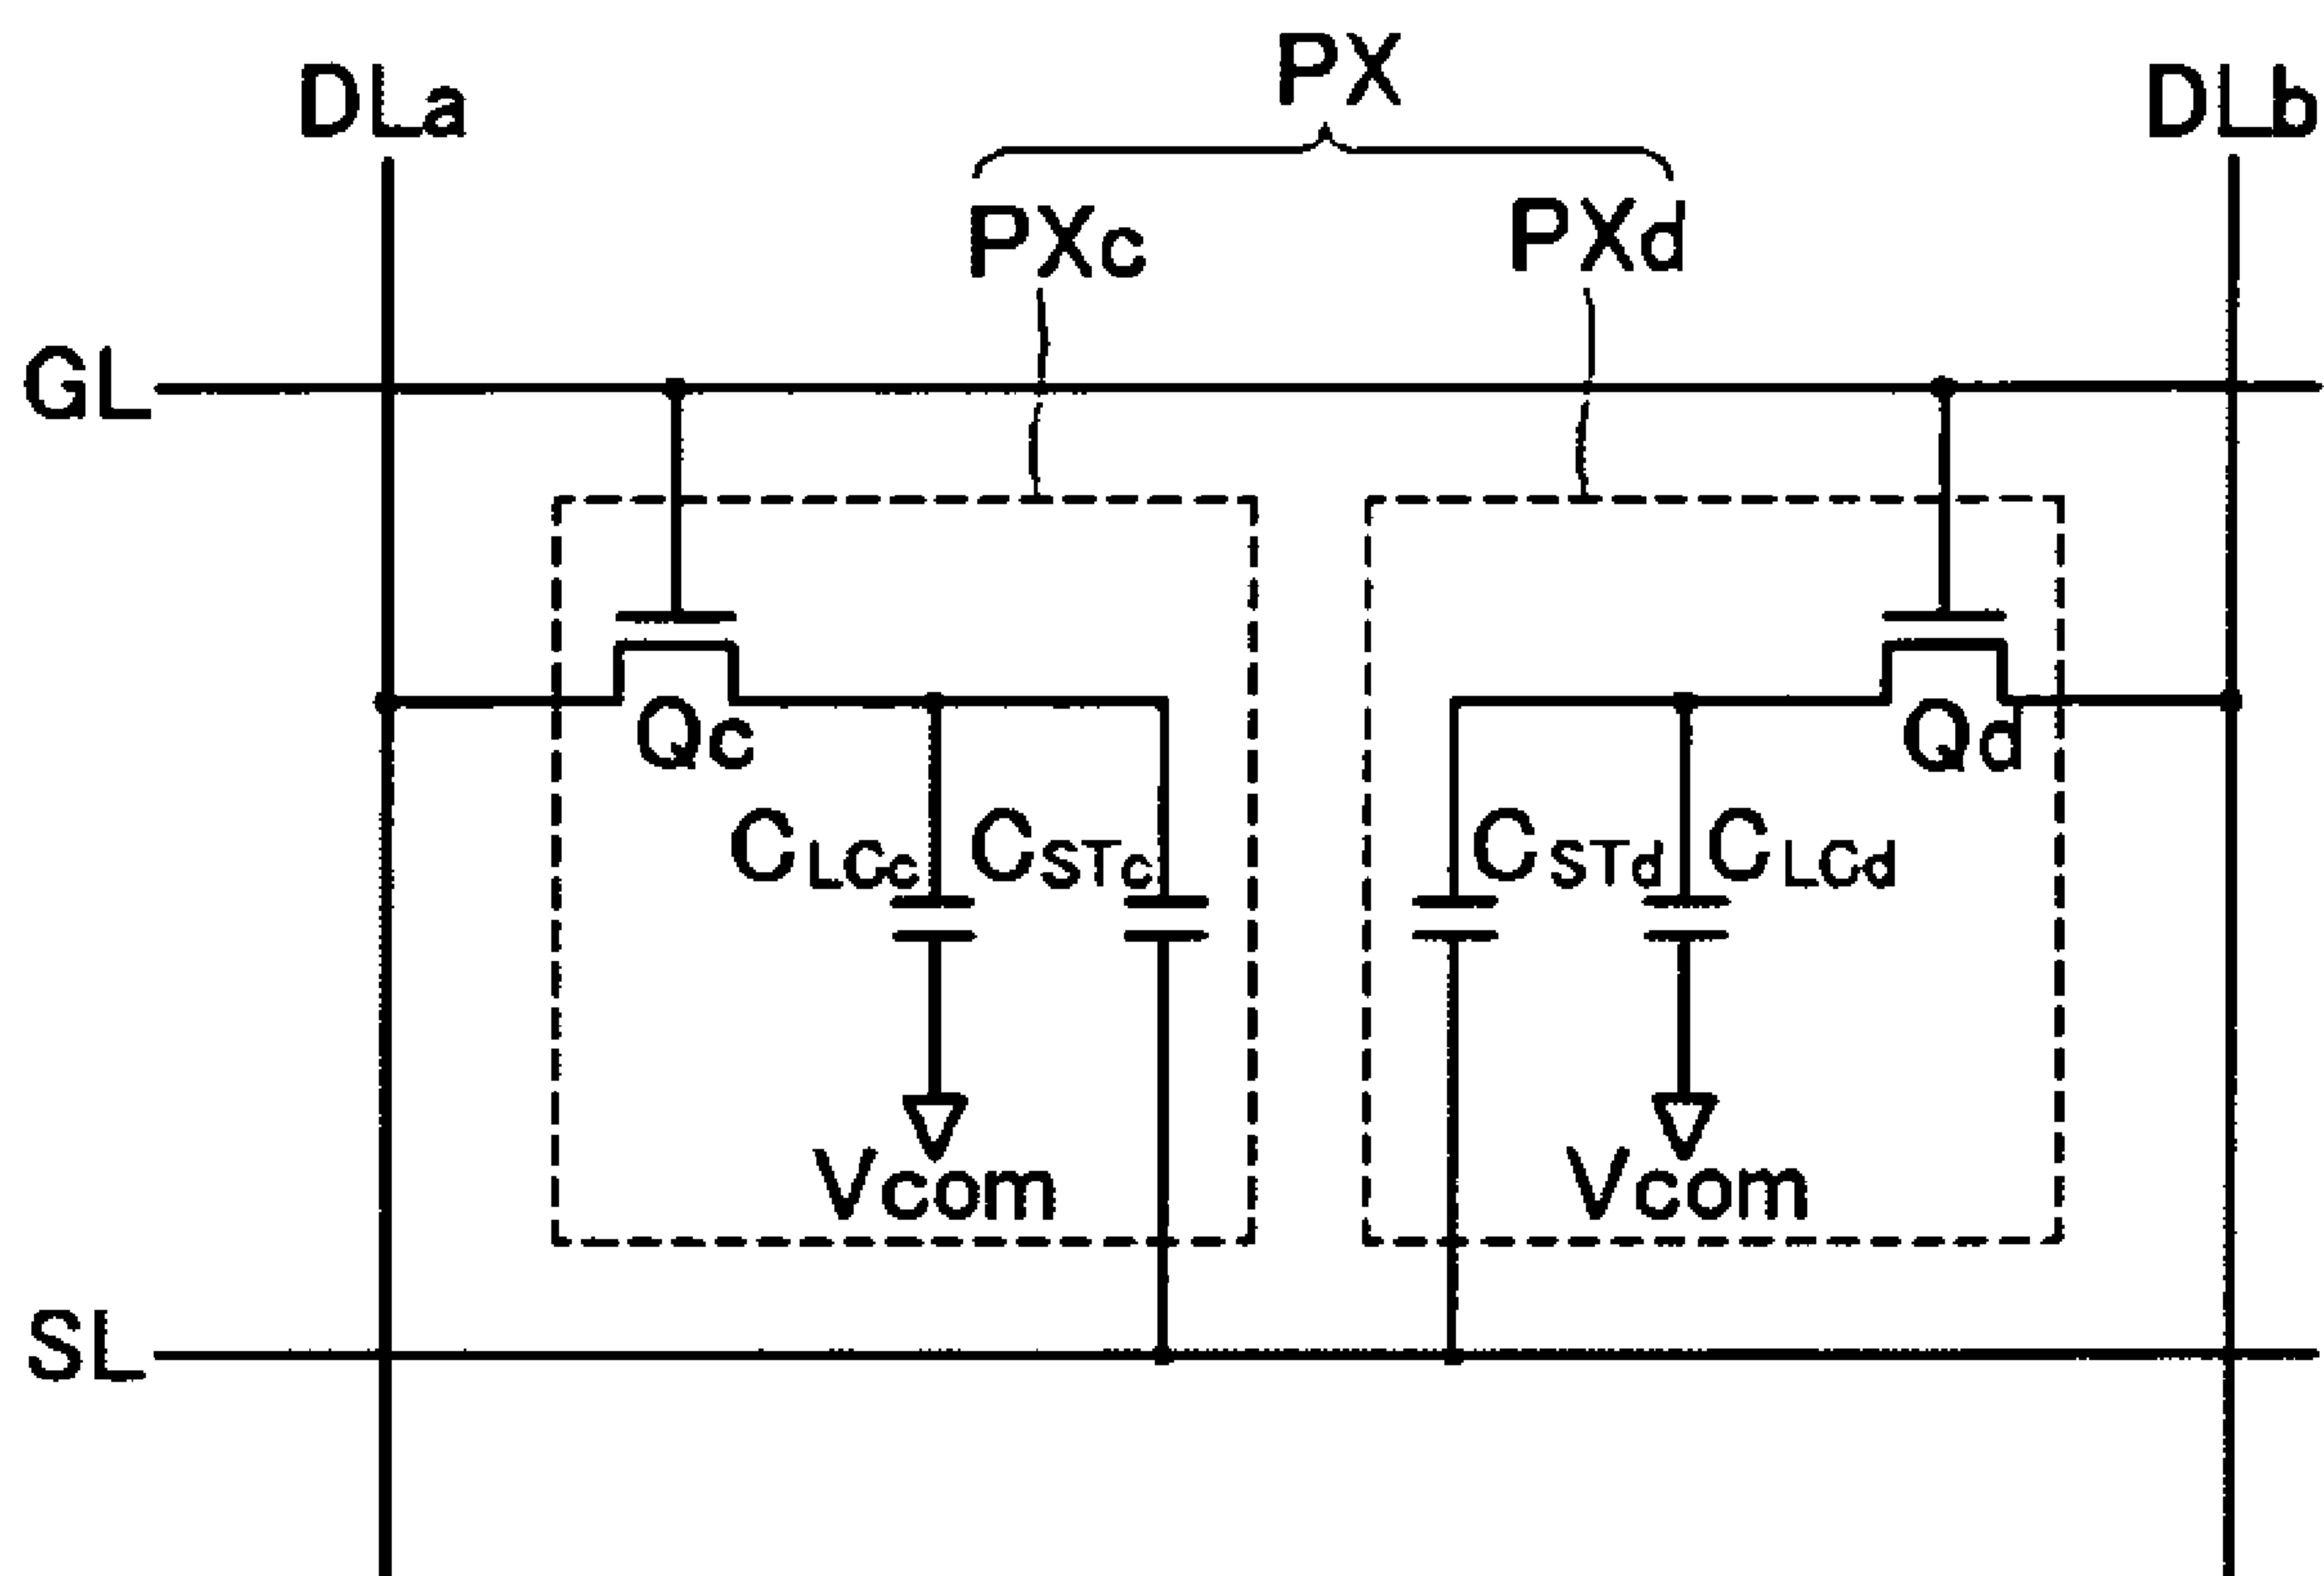 PX
DLa
DLb
PXc
PXd
GL
Qc
Qd
CLCc
CSTc
CSTd
CLCd
Vcom
Vcom
SL